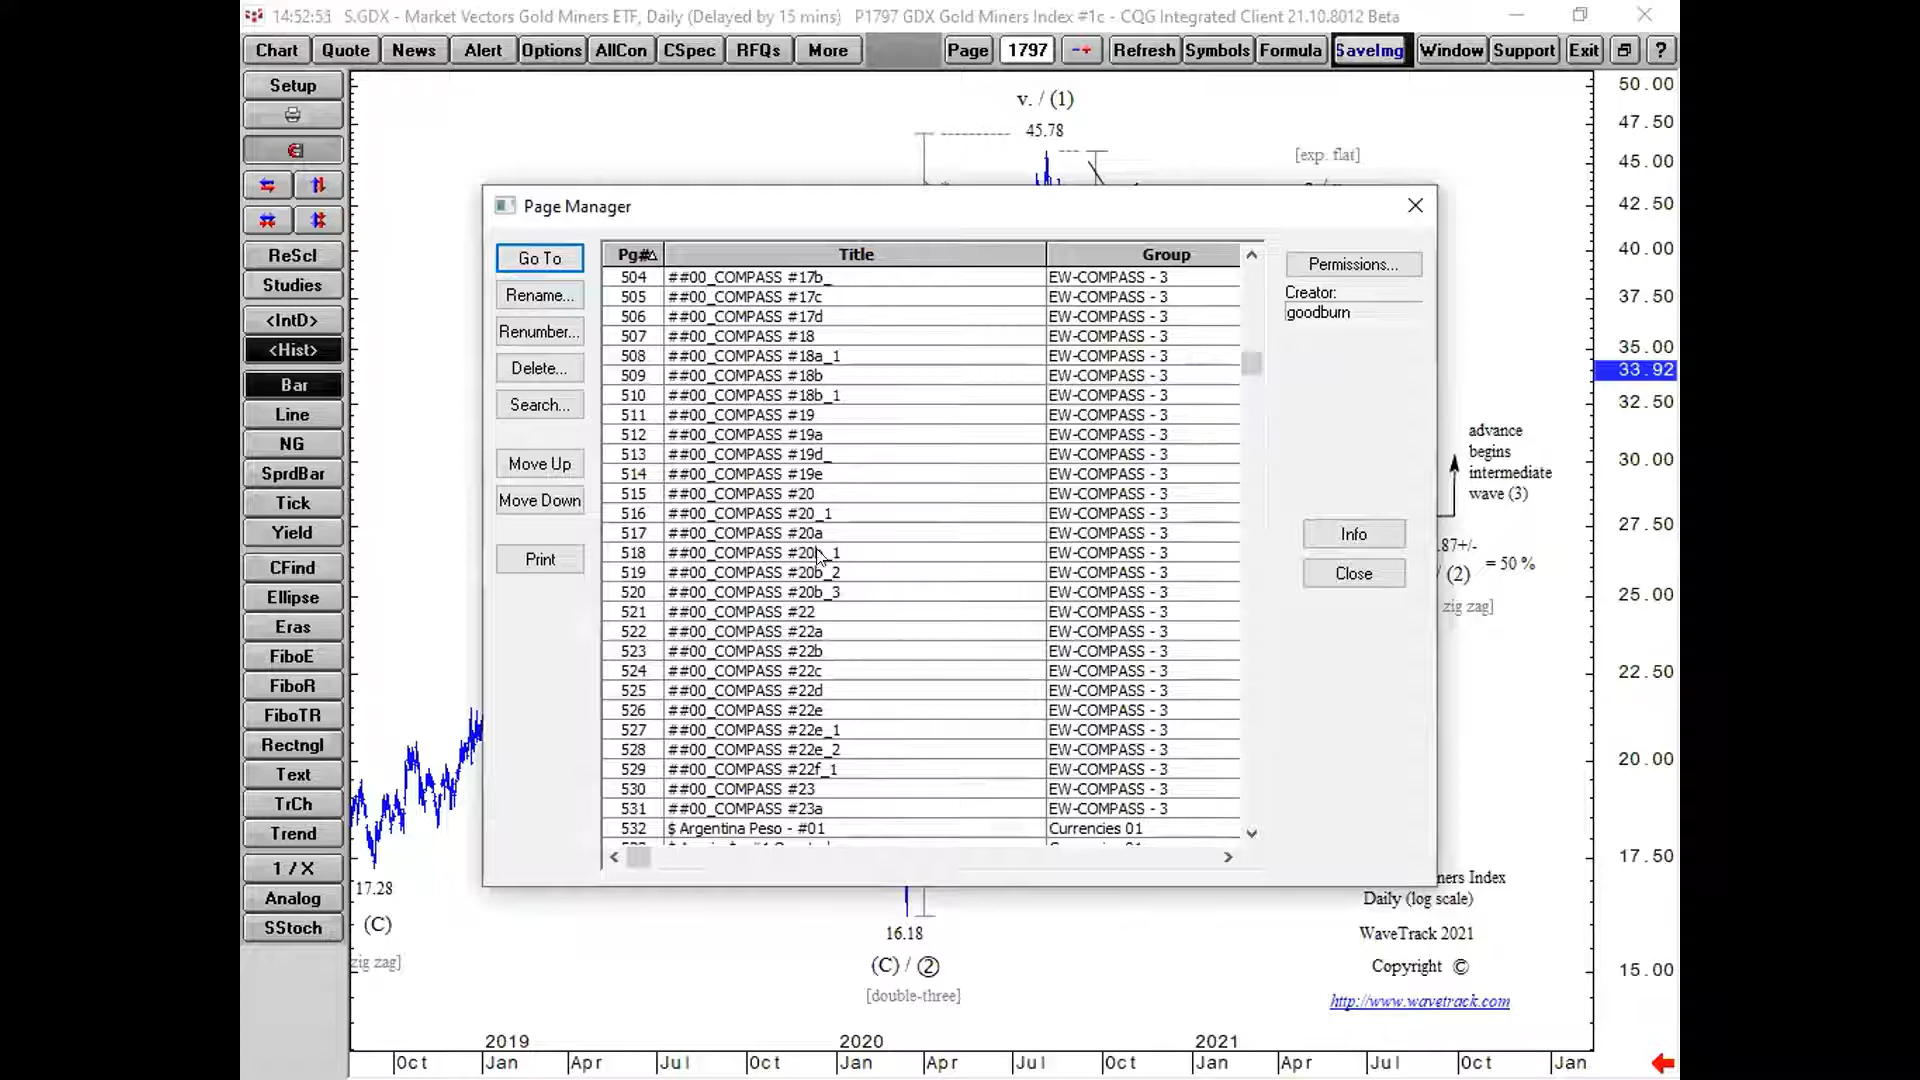 14:52:53 S.GDX - Market Vectors Gold Miners ETF, Daily (Delayed by 15 mins) P1797 GDX Gold Miners Index #1c - CQG Integrated Client 21.10.8012 Beta
Chart Quote News Alert Options AllCon CSpec RFQs More Page 1797 -+ Refresh Symbols Formula SaveImg Window Support Exit ?
Setup
ReScl
Studies
<IntD>
<Hist>
Bar
Line
NG
SprdBar
Tick
Yield
CFind
Ellipse
Eras
FiboE
FiboR
FiboTR
Rectngl
Text
TrCh
Trend
1 / X
Analog
SStoch
v. / (1)
45.78
[exp. flat]
Page Manager
Go To
Rename...
Renumber...
Delete...
Search...
Move Up
Move Down
Print
Pg# Title Group
504 ##00_COMPASS #17b_ EW-COMPASS - 3
505 ##00_COMPASS #17c EW-COMPASS - 3
506 ##00_COMPASS #17d EW-COMPASS - 3
507 ##00_COMPASS #18 EW-COMPASS - 3
508 ##00_COMPASS #18a_1 EW-COMPASS - 3
509 ##00_COMPASS #18b EW-COMPASS - 3
510 ##00_COMPASS #18b_1 EW-COMPASS - 3
511 ##00_COMPASS #19 EW-COMPASS - 3
512 ##00_COMPASS #19a EW-COMPASS - 3
513 ##00_COMPASS #19d_ EW-COMPASS - 3
514 ##00_COMPASS #19e EW-COMPASS - 3
515 ##00_COMPASS #20 EW-COMPASS - 3
516 ##00_COMPASS #20_1 EW-COMPASS - 3
517 ##00_COMPASS #20a EW-COMPASS - 3
518 ##00_COMPASS #20b_1 EW-COMPASS - 3
519 ##00_COMPASS #20b_2 EW-COMPASS - 3
520 ##00_COMPASS #20b_3 EW-COMPASS - 3
521 ##00_COMPASS #22 EW-COMPASS - 3
522 ##00_COMPASS #22a EW-COMPASS - 3
523 ##00_COMPASS #22b EW-COMPASS - 3
524 ##00_COMPASS #22c EW-COMPASS - 3
525 ##00_COMPASS #22d EW-COMPASS - 3
526 ##00_COMPASS #22e EW-COMPASS - 3
527 ##00_COMPASS #22e_1 EW-COMPASS - 3
528 ##00_COMPASS #22e_2 EW-COMPASS - 3
529 ##00_COMPASS #22f_1 EW-COMPASS - 3
530 ##00_COMPASS #23 EW-COMPASS - 3
531 ##00_COMPASS #23a EW-COMPASS - 3
532 $ Argentina Peso - #01 Currencies 01
Permissions...
Creator:
goodburn
Info
Close
advance
begins
intermediate
wave (3)
.87+/-
/ (2) = 50 %
zig zag]
17.28
(C)
zig zag]
16.18
(C) / ②
[double-three]
ners Index
Daily (log scale)
WaveTrack 2021
Copyright ©
http://www.wavetrack.com
50.00
47.50
45.00
42.50
40.00
37.50
35.00
33.92
32.50
30.00
27.50
25.00
22.50
20.00
17.50
15.00
2019 2020 2021
Oct Jan Apr Jul Oct Jan Apr Jul Oct Jan Apr Jul Oct Jan